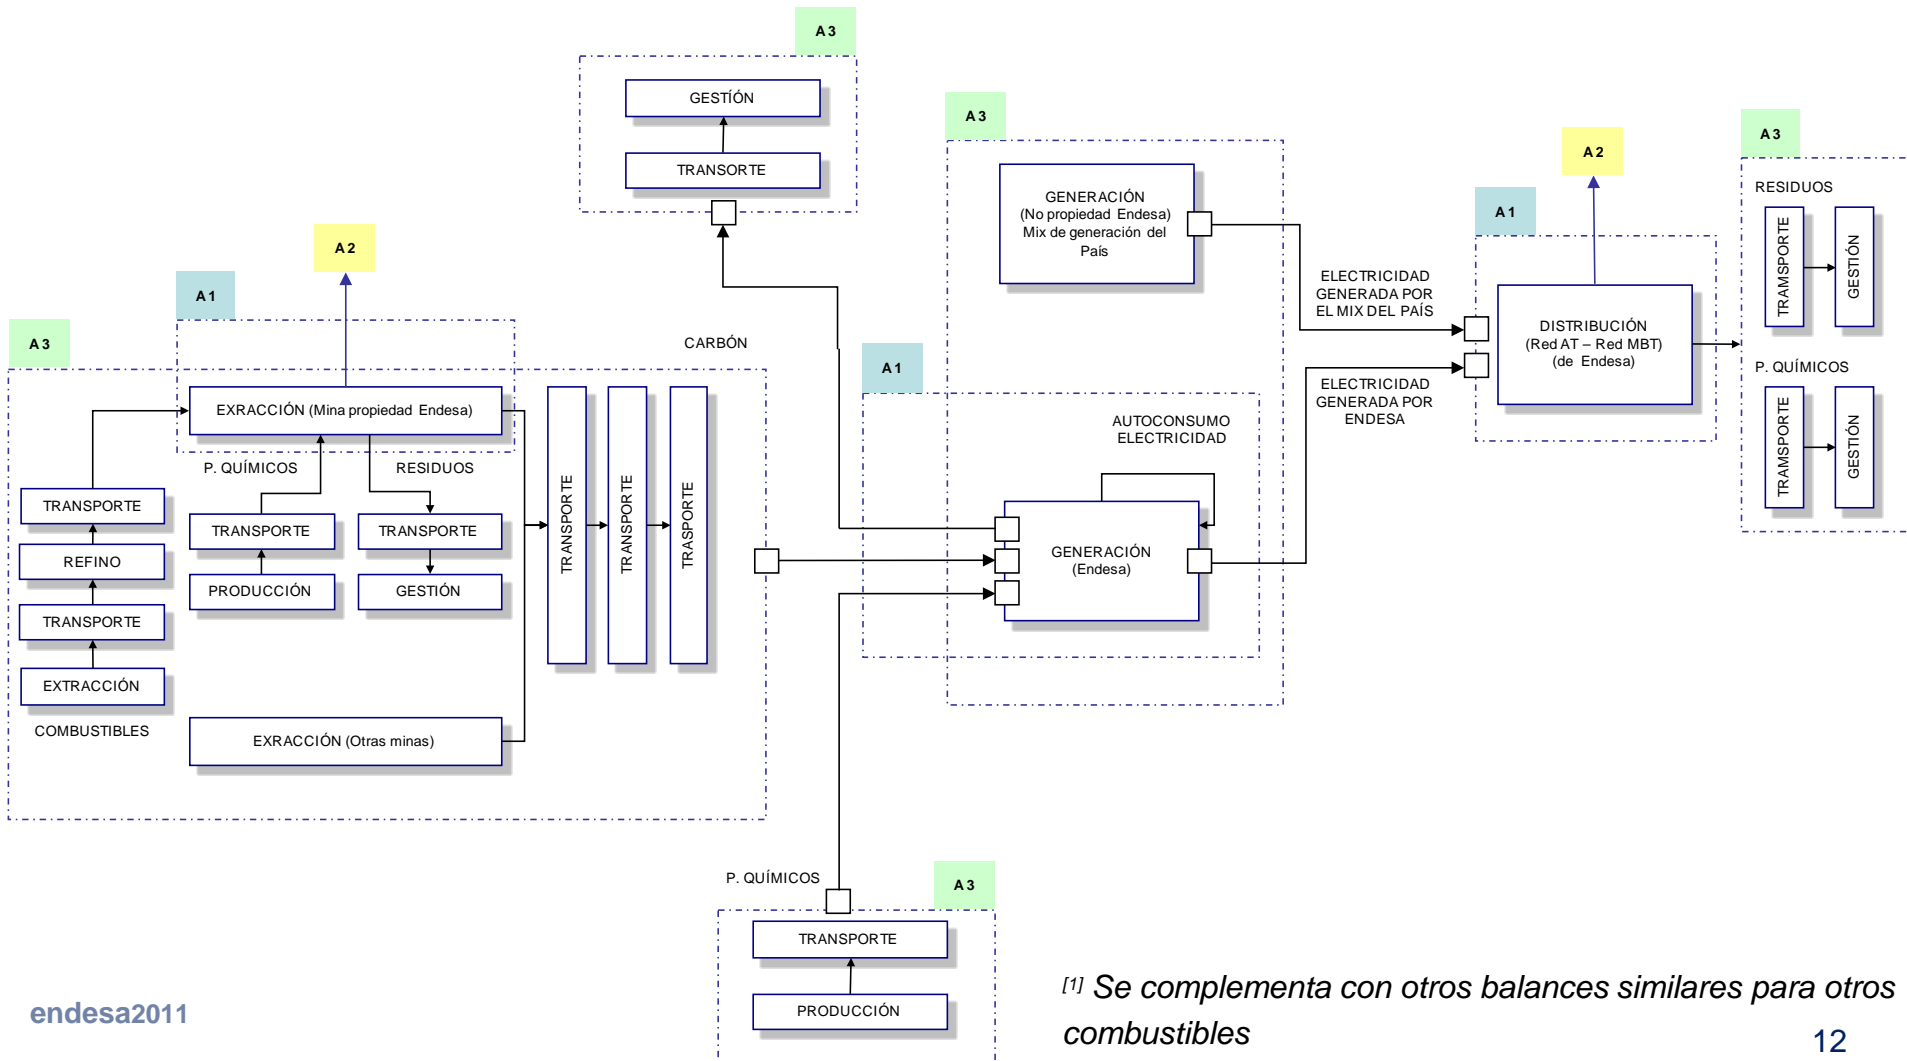 A3
GESTÍÓN
TRANSORTE
A3
GENERACIÓN
(No propiedad Endesa)
Mix de generación del
País
A2
A1
A3
RESIDUOS
TRAMSPORTE
GESTIÓN
P. QUÍMICOS
TRAMSPORTE
GESTIÓN
ELECTRICIDAD
GENERADA POR
EL MIX DEL PAÍS
DISTRIBUCIÓN
(Red AT – Red MBT)
(de Endesa)
ELECTRICIDAD
GENERADA POR
ENDESA
A2
A1
A3
CARBÓN
EXRACCIÓN (Mina propiedad Endesa)
P. QUÍMICOS
RESIDUOS
TRANSPORTE
REFINO
TRANSPORTE
EXTRACCIÓN
COMBUSTIBLES
TRANSPORTE
PRODUCCIÓN
TRANSPORTE
GESTIÓN
TRANSPORTE
TRANSPORTE
TRASPORTE
EXRACCIÓN (Otras minas)
A1
AUTOCONSUMO
ELECTRICIDAD
GENERACIÓN
(Endesa)
P. QUÍMICOS
A3
TRANSPORTE
PRODUCCIÓN
[1] Se complementa con otros balances similares para otros
combustibles
endesa2011
12